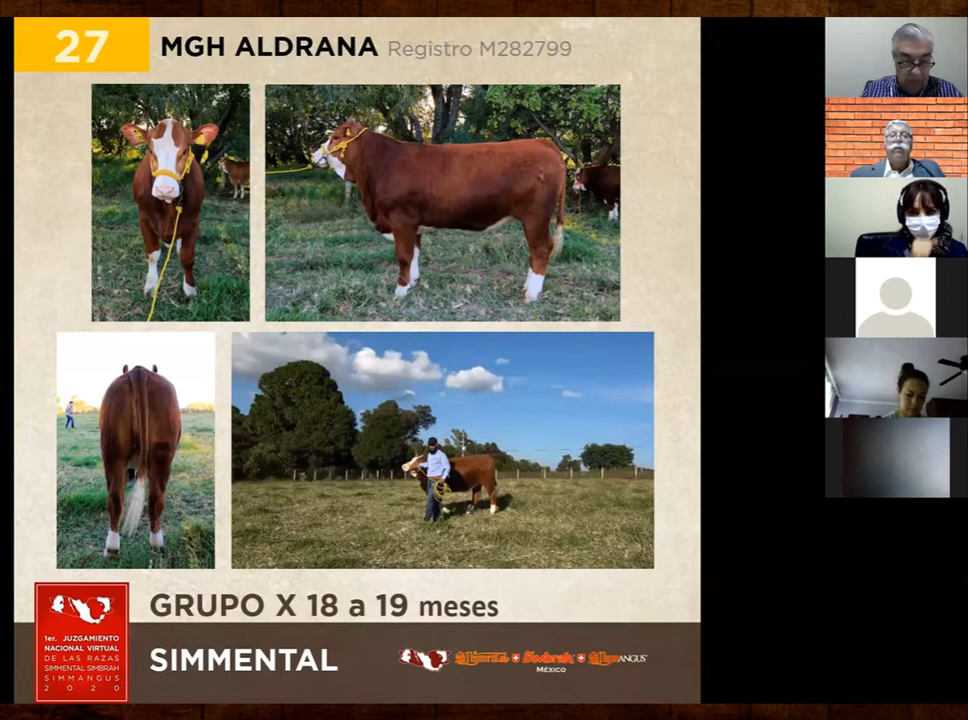 27
MGH ALDRANA Registro M282799
GRUPO X 18 a 19 meses
SIMMENTAL
1er. JUZGAMIENTO
NACIONAL VIRTUAL
DE LAS RAZAS
SIMMENTAL SIMBRAH
SIMMANGUS
2020
Simmental Simbrah SimANGUS
MÉXICO